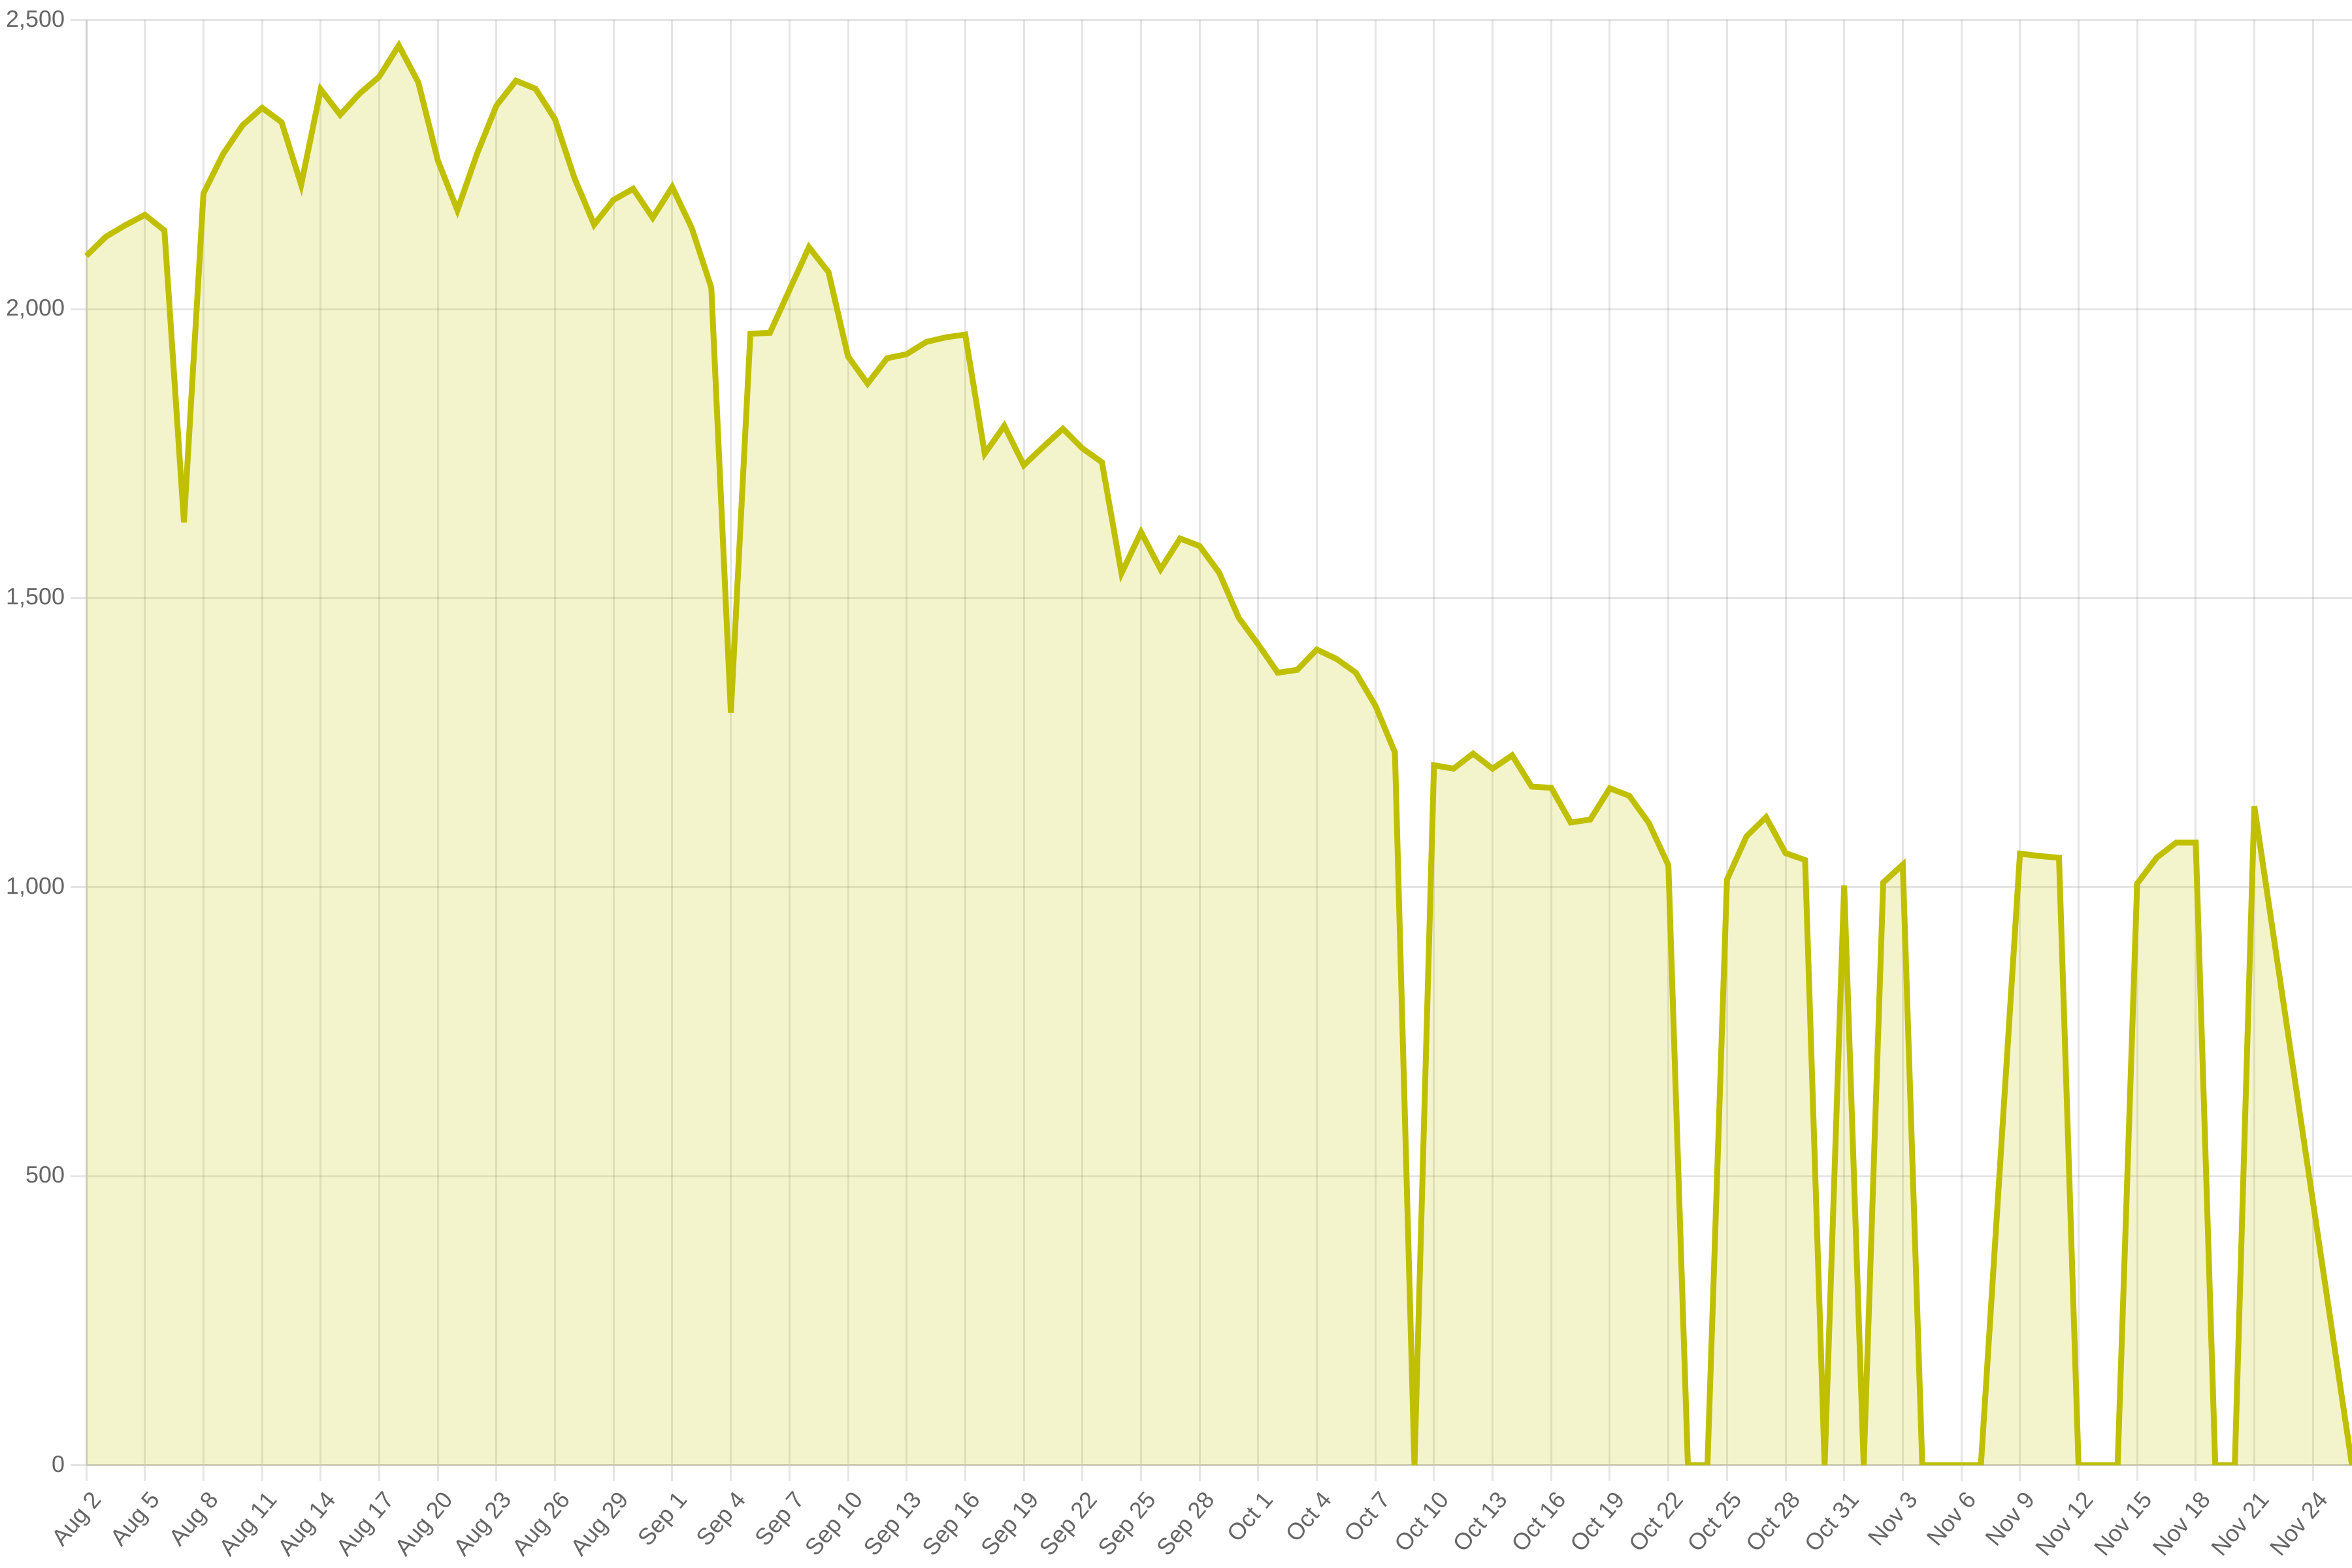 2,500
2,000
1,500
1,000
500
0
Aug 2
Aug 5
Aug 8
Aug 11
Aug 14
Aug 17
Aug 20
Aug 23
Aug 26
Aug 29
Sep 1
Sep 4
Sep 7
Sep 10
Sep 13
Sep 16
Sep 19
Sep 22
Sep 25
Sep 28
Oct 1
Oct 4
Oct 7
Oct 10
Oct 13
Oct 16
Oct 19
Oct 22
Oct 25
Oct 28
Oct 31
Nov 3
Nov 6
Nov 9
Nov 12
Nov 15
Nov 18
Nov 21
Nov 24